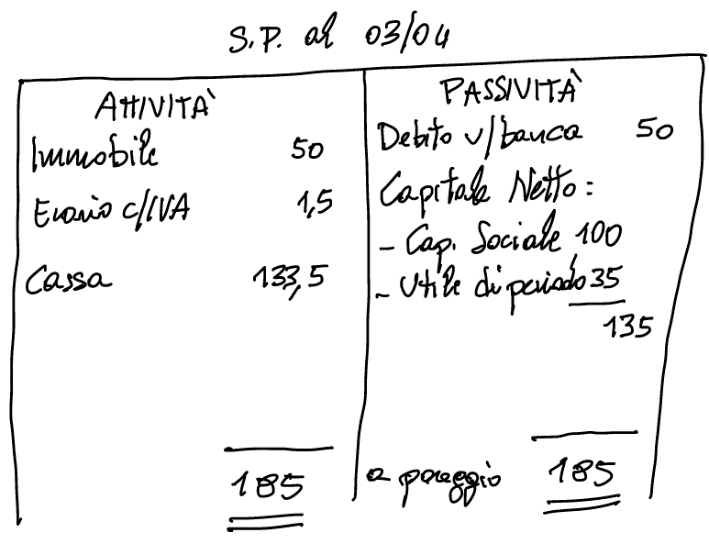 S.P. al 03/04
ATTIVITÀ
Immobile 50
Erario c/IVA 1,5
Cassa 133,5
185
PASSIVITÀ
Debito v/banca 50
Capitale Netto:
- Cap. Sociale 100
- Utile di periodo 35
135
a pareggio 185